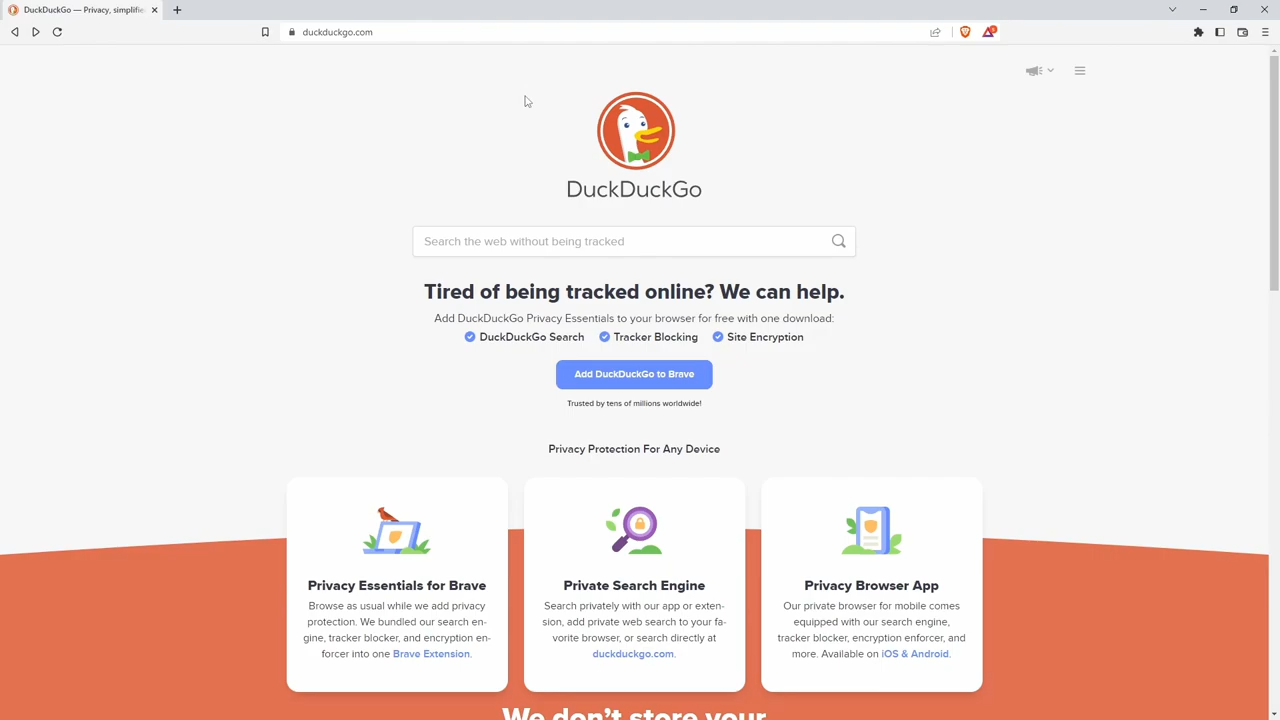 DuckDuckGo — Privacy, simplifie
duckduckgo.com
DuckDuckGo
Search the web without being tracked
Tired of being tracked online? We can help.
Add DuckDuckGo Privacy Essentials to your browser for free with one download:
DuckDuckGo Search Tracker Blocking Site Encryption
Add DuckDuckGo to Brave
Trusted by tens of millions worldwide!
Privacy Protection For Any Device
Privacy Essentials for Brave
Browse as usual while we add privacy
protection. We bundled our search en-
gine, tracker blocker, and encryption en-
forcer into one Brave Extension.
Private Search Engine
Search privately with our app or exten-
sion, add private web search to your fa-
vorite browser, or search directly at
duckduckgo.com.
Privacy Browser App
Our private browser for mobile comes
equipped with our search engine,
tracker blocker, encryption enforcer, and
more. Available on iOS & Android.
We don’t store your